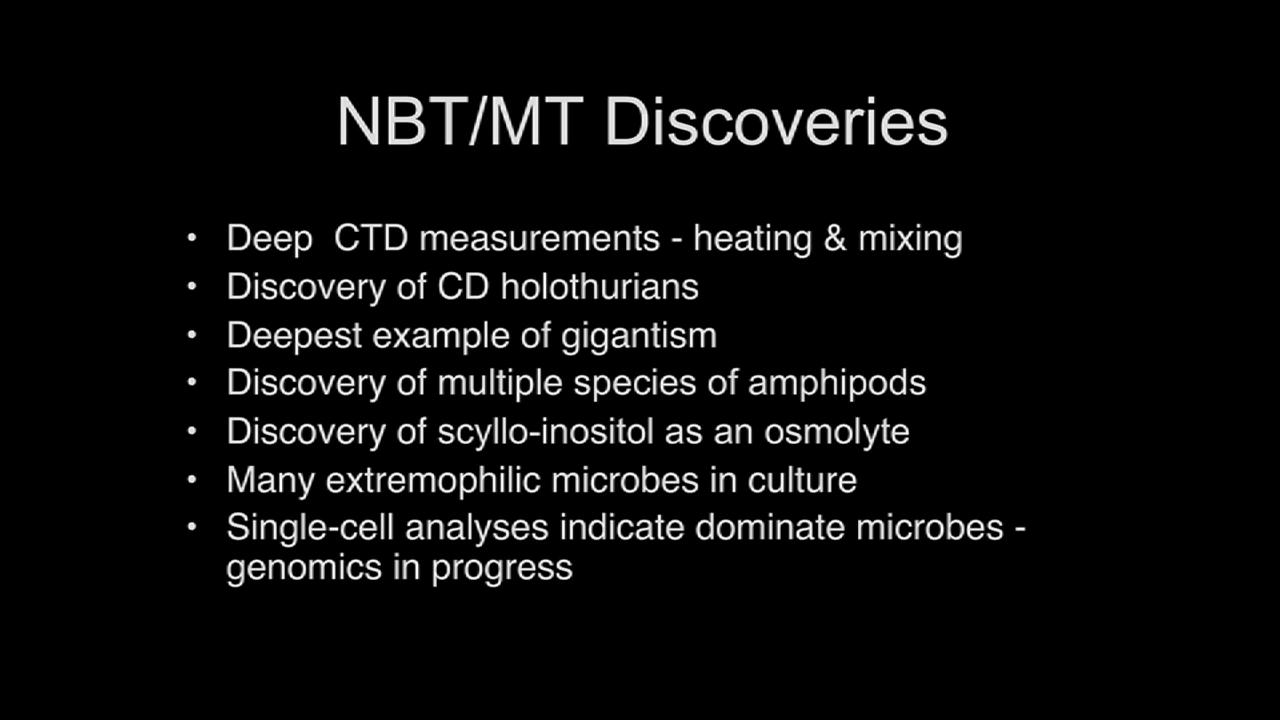 NBT/MT Discoveries
• Deep  CTD measurements - heating & mixing
• Discovery of CD holothurians
• Deepest example of gigantism
• Discovery of multiple species of amphipods
• Discovery of scyllo-inositol as an osmolyte
• Many extremophilic microbes in culture
• Single-cell analyses indicate dominate microbes -
genomics in progress